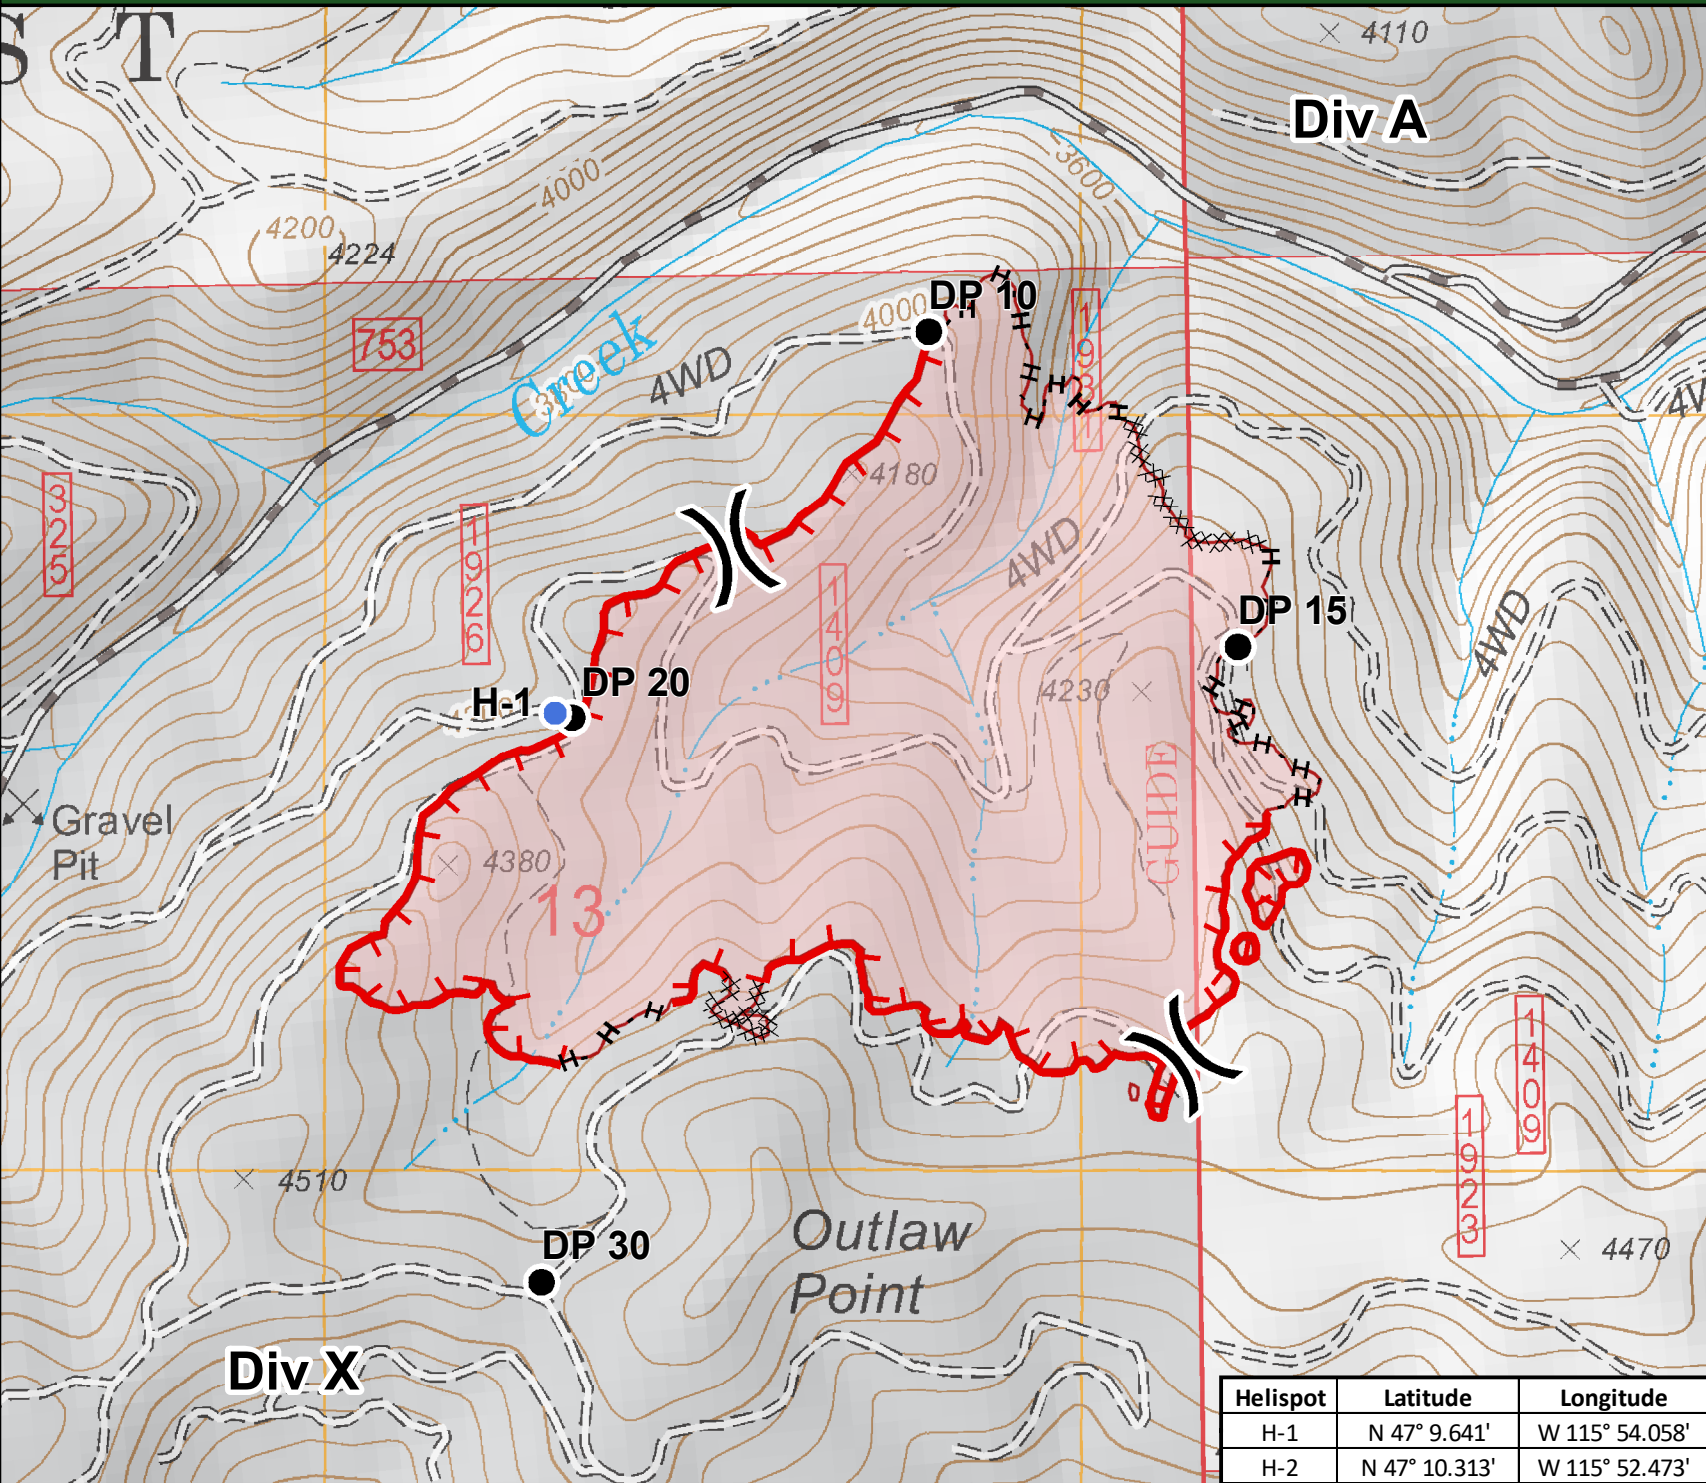 S T
4110
Div A
4000
3600
4200
4224
DP 10
4000
753
1931
Creek
4WD
4W
325
1926
4180
4WD
1409
DP 15
4WD
DP 20
H-1
4230
GUIDE
Gravel
Pit
4380
13
1409
1923
4510
Outlaw
Point
DP 30
4470
Div X
Helispot Latitude Longitude
H-1 N 47° 9.641' W 115° 54.058'
H-2 N 47° 10.313' W 115° 52.473'